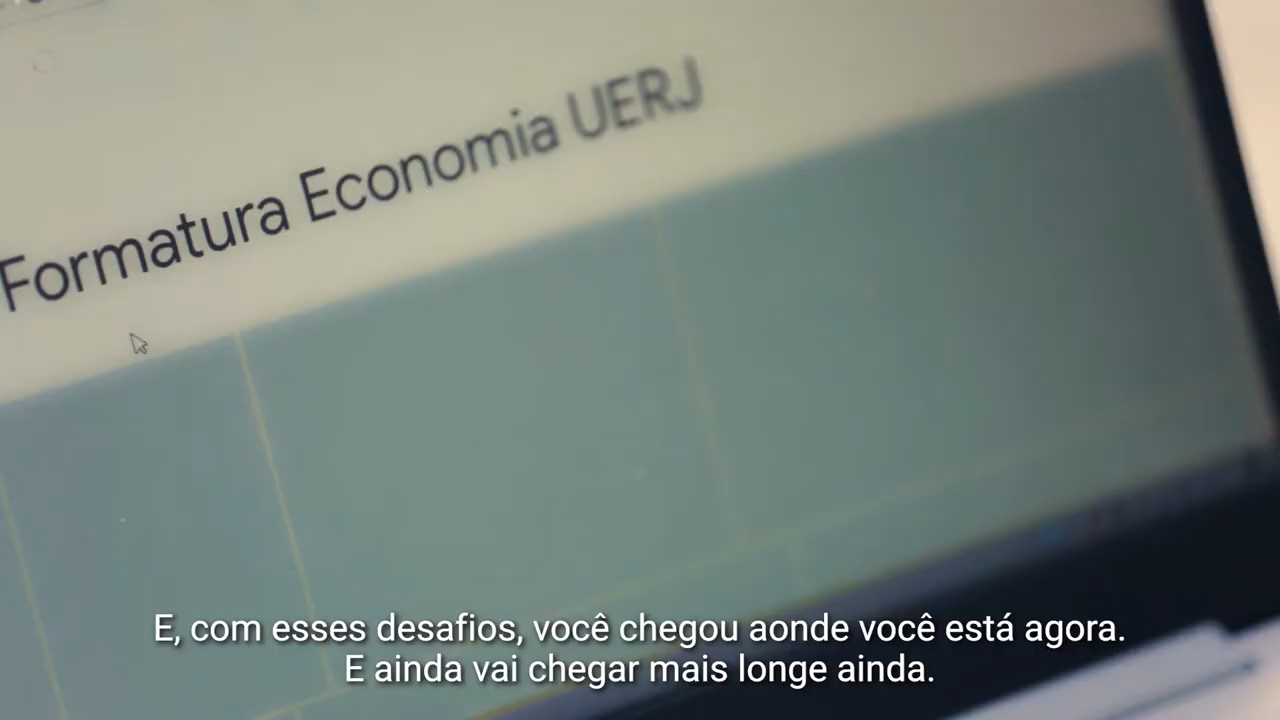 Formatura Economia UERJ
E, com esses desafios, você chegou aonde você está agora.
E ainda vai chegar mais longe ainda.